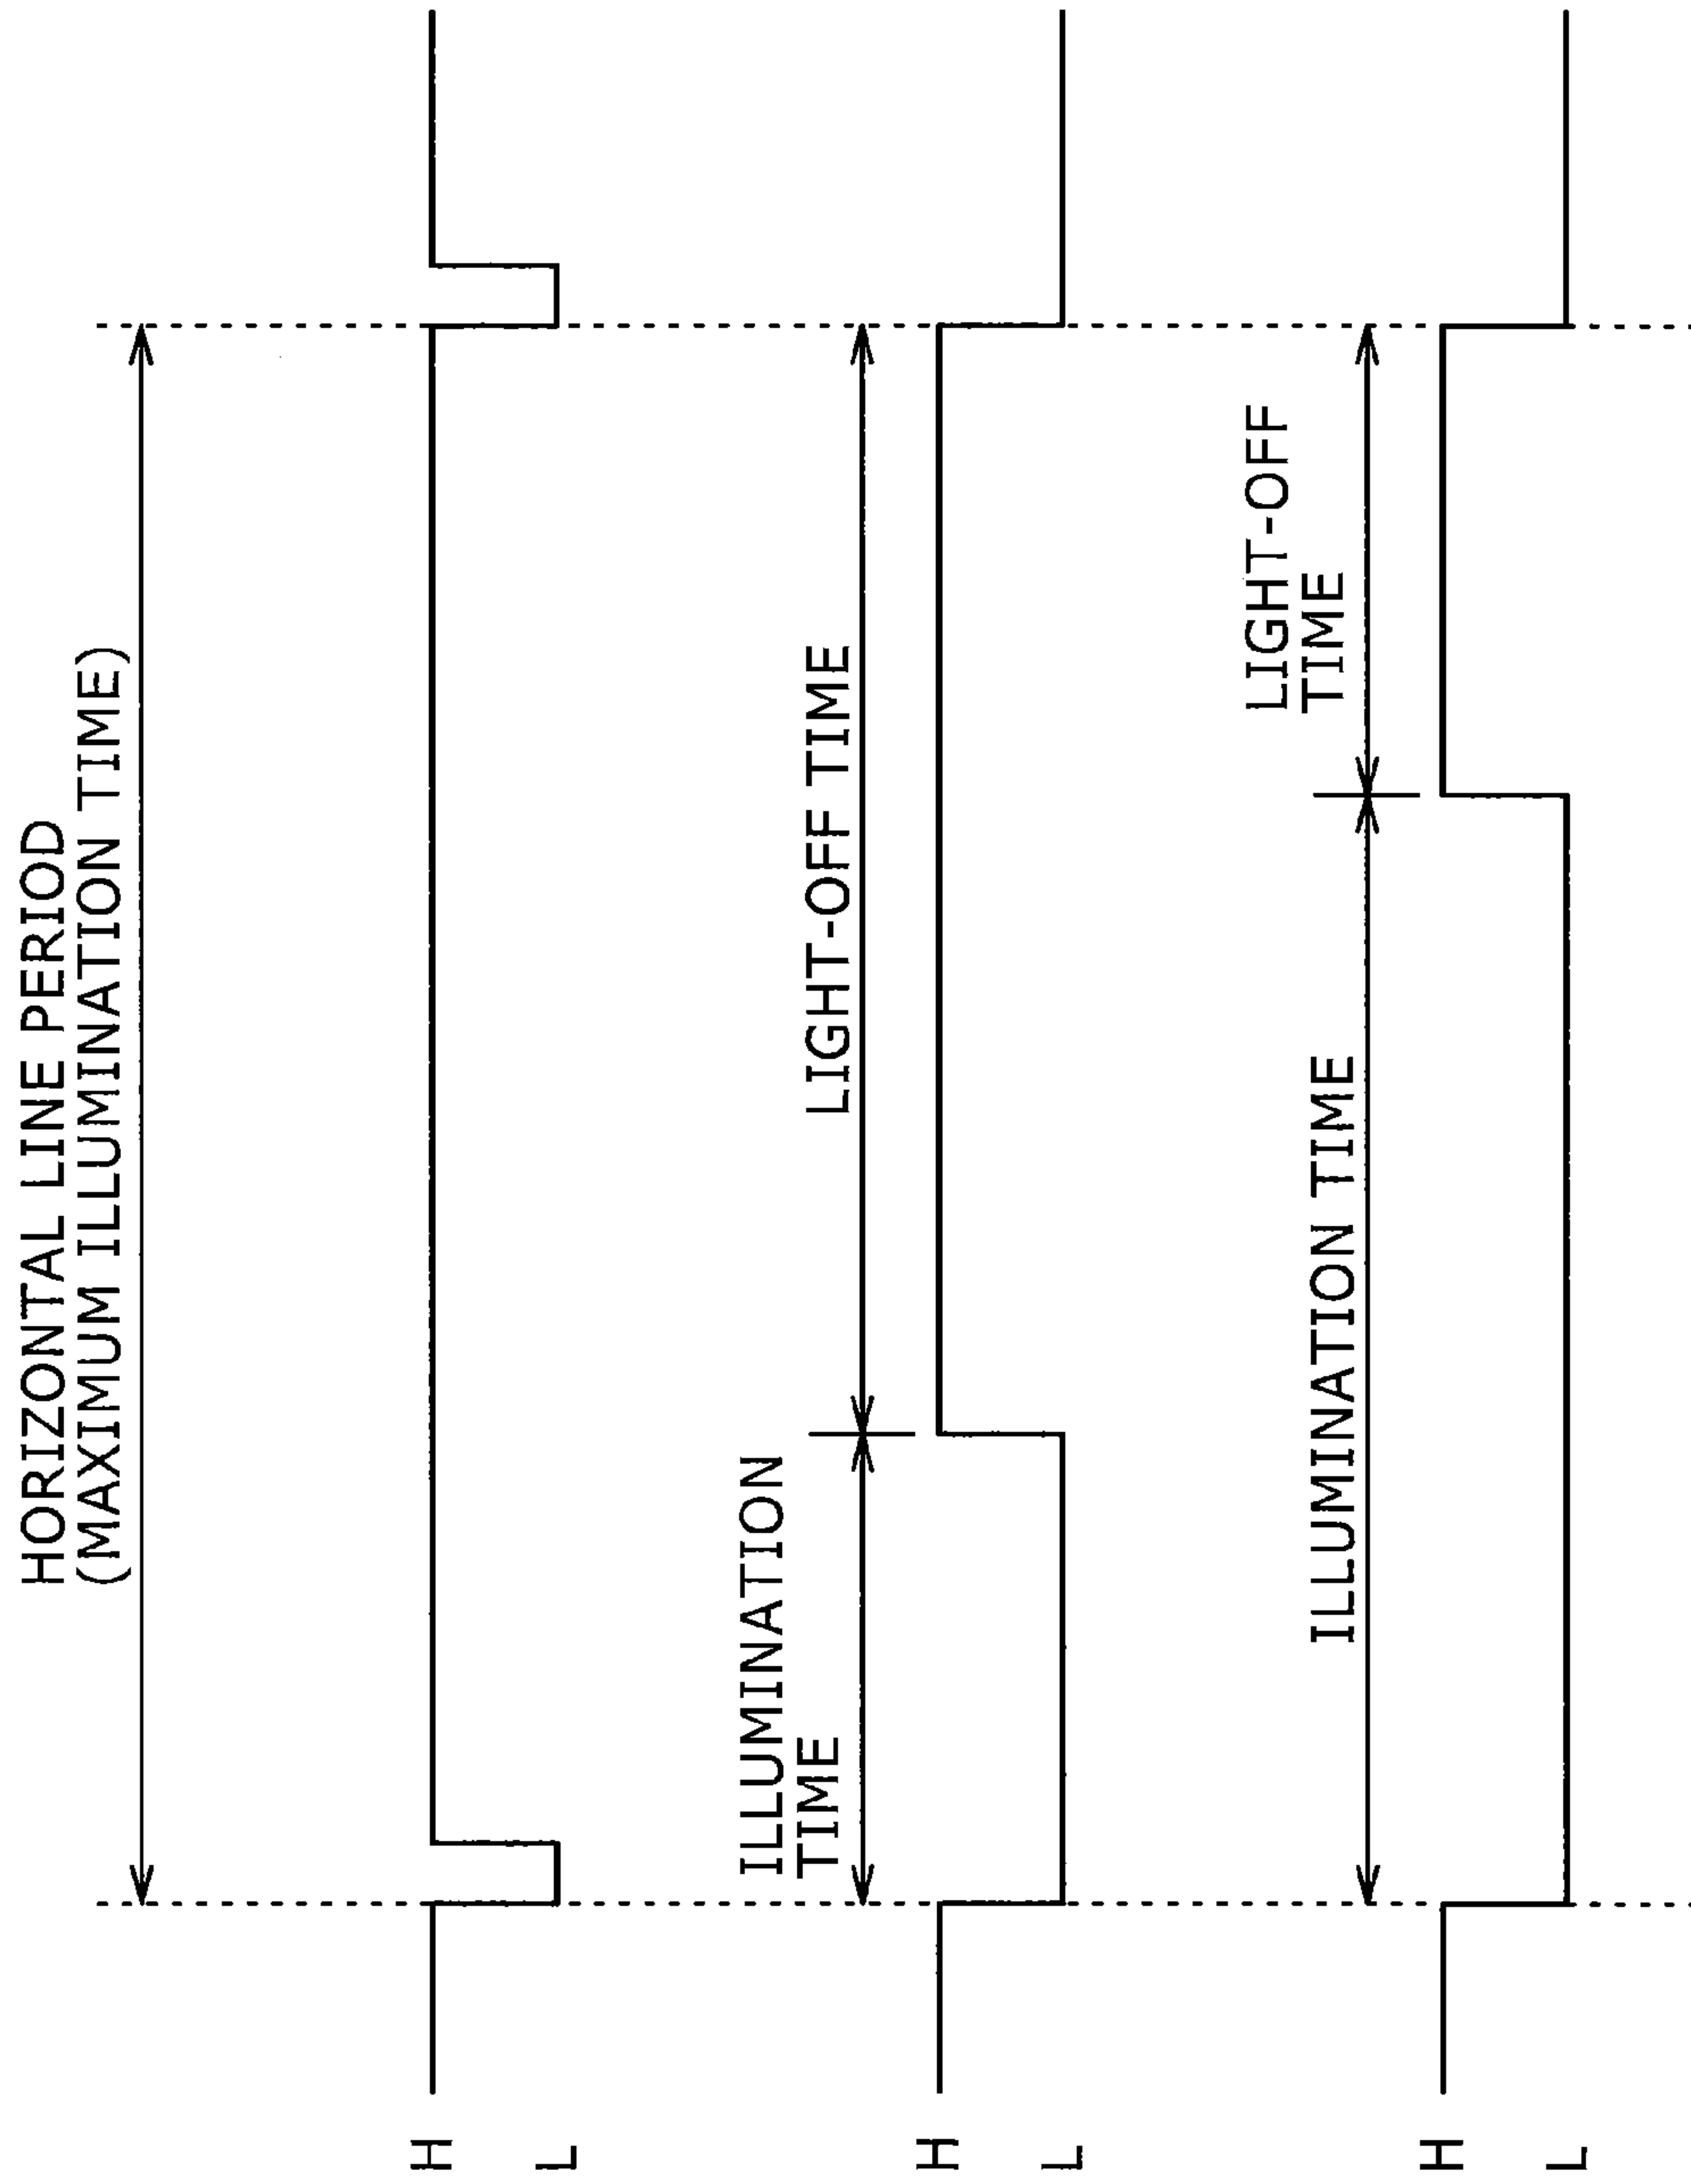 HORIZONTAL LINE PERIOD
(MAXIMUM ILLUMINATION TIME)
H
L
ILLUMINATION
TIME
LIGHT-OFF TIME
H
L
ILLUMINATION TIME
LIGHT-OFF
TIME
H
L